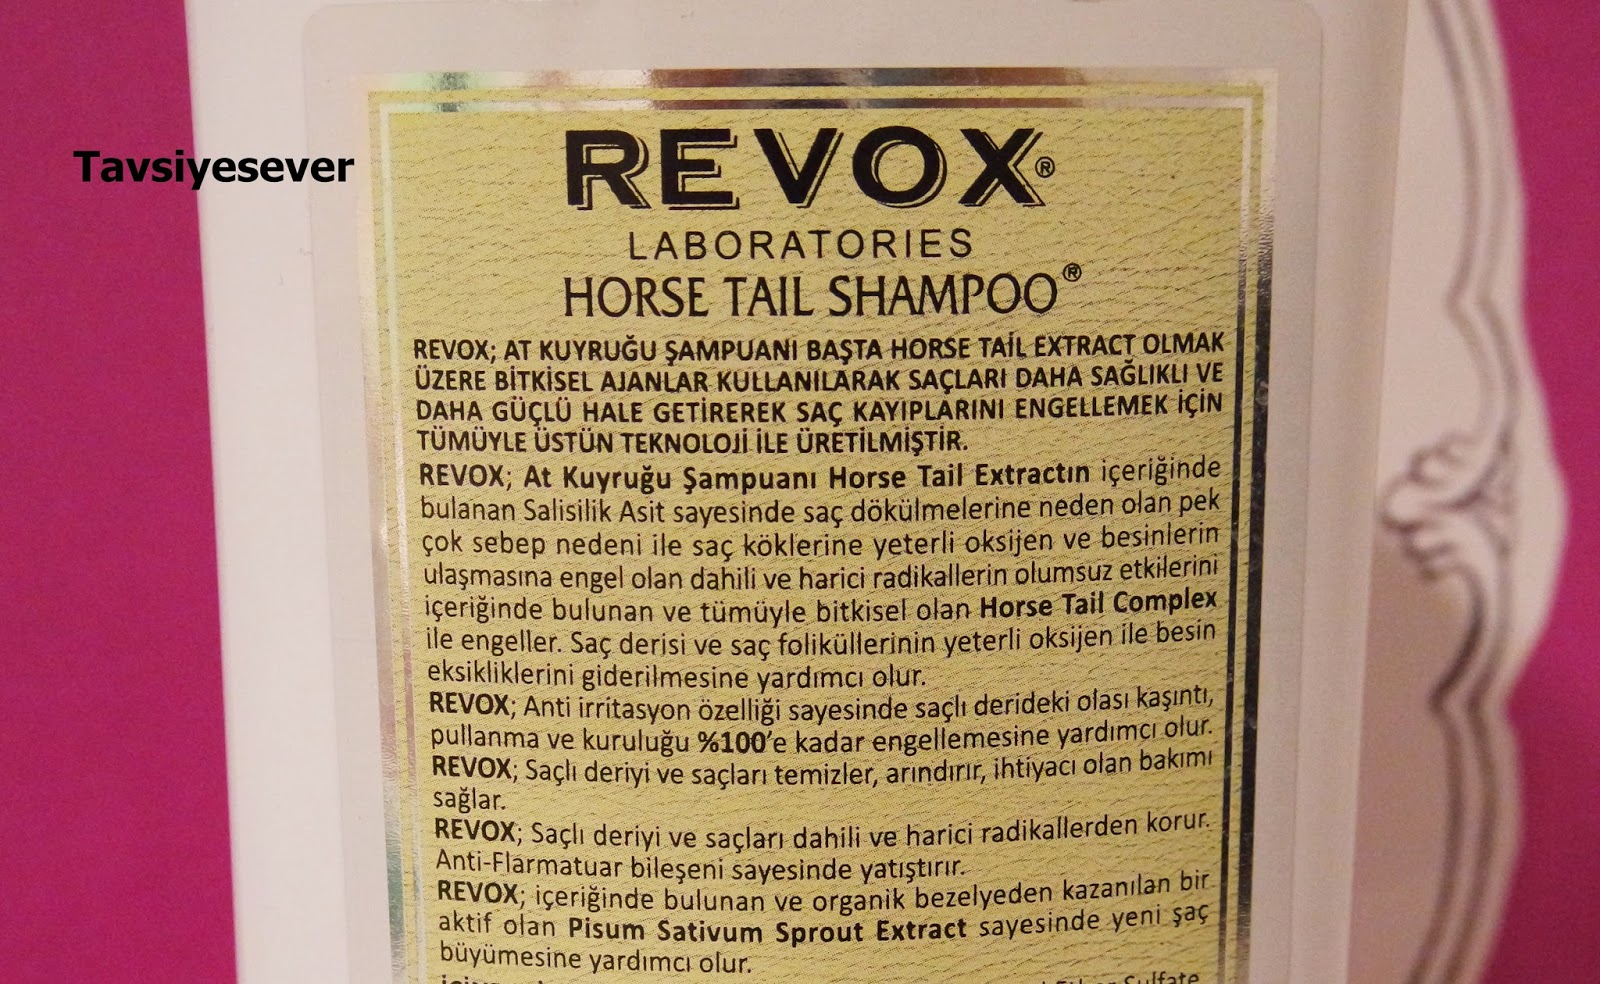 Tavsiyesever
REVOX®
LABORATORIES
HORSE TAIL SHAMPOO®
REVOX; AT KUYRUĞU ŞAMPUANI BAŞTA HORSE TAİL EXTRACT OLMAK
ÜZERE BİTKİSEL AJANLAR KULLANILARAK SAÇLARI DAHA SAĞLIKLI VE
DAHA GÜÇLÜ HALE GETİREREK SAÇ KAYIPLARINI ENGELLEMEK İÇİN
TÜMÜYLE ÜSTÜN TEKNOLOJİ İLE ÜRETİLMİŞTİR.
REVOX; At Kuyruğu Şampuanı Horse Tail Extractın içeriğinde
bulanan Salisilik Asit sayesinde saç dökülmelerine neden olan pek
çok sebep nedeni ile saç köklerine yeterli oksijen ve besinlerin
ulaşmasına engel olan dahili ve harici radikallerin olumsuz etkilerini
içeriğinde bulunan ve tümüyle bitkisel olan Horse Tail Complex
ile engeller. Saç derisi ve saç foliküllerinin yeterli oksijen ile besin
eksikliklerini giderilmesine yardımcı olur.
REVOX; Anti irritasyon özelliği sayesinde saçlı derideki olası kaşıntı,
pullanma ve kuruluğu %100'e kadar engellemesine yardımcı olur.
REVOX; Saçlı deriyi ve saçları temizler, arındırır, ihtiyacı olan bakımı
sağlar.
REVOX; Saçlı deriyi ve saçları dahili ve harici radikallerden korur.
Anti-Flarmatuar bileşeni sayesinde yatıştırır.
REVOX; içeriğinde bulunan ve organik bezelyeden kazanılan bir
aktif olan Pisum Sativum Sprout Extract sayesinde yeni şaç
büyümesine yardımcı olur.
Sulfate